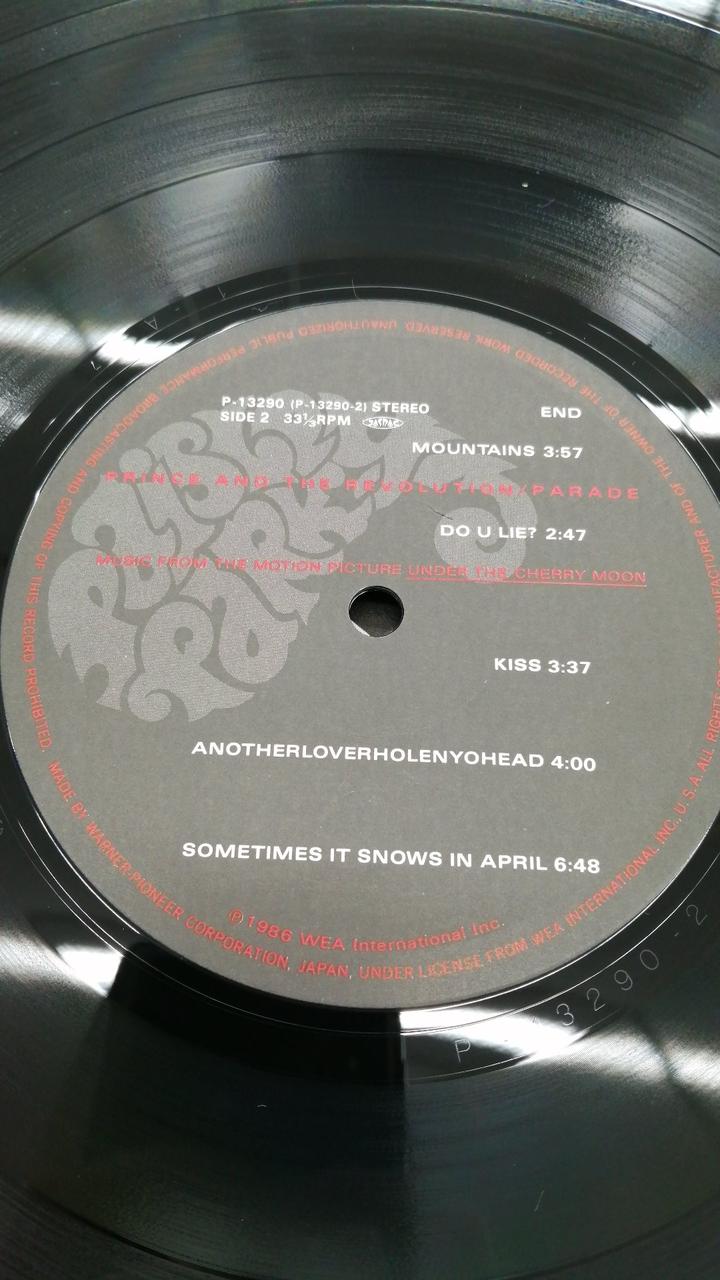 P-13290 (P-13290-2) STEREO
SIDE 2 33⅓RPM
END
MOUNTAINS 3:57
PRINCE AND THE REVOLUTION/PARADE
DO U LIE? 2:47
MUSIC FROM THE MOTION PICTURE UNDER THE CHERRY MOON
KISS 3:37
ANOTHERLOVERHOLENYOHEAD 4:00
SOMETIMES IT SNOWS IN APRIL 6:48
Ⓟ1986 WEA International Inc.
MADE BY WARNER-PIONEER CORPORATION, JAPAN, UNDER LICENSE FROM WEA INTERNATIONAL INC., U.S.A. ALL RIGHTS
AND OF THE OWNER OF THE RECORDED WORK RESERVED. UNAUTHORIZED PUBLIC PERFORMANCE BROADCASTING AND COPYING OF THIS RECORD PROHIBITED.
PAISLEY PARK
P-13290-2